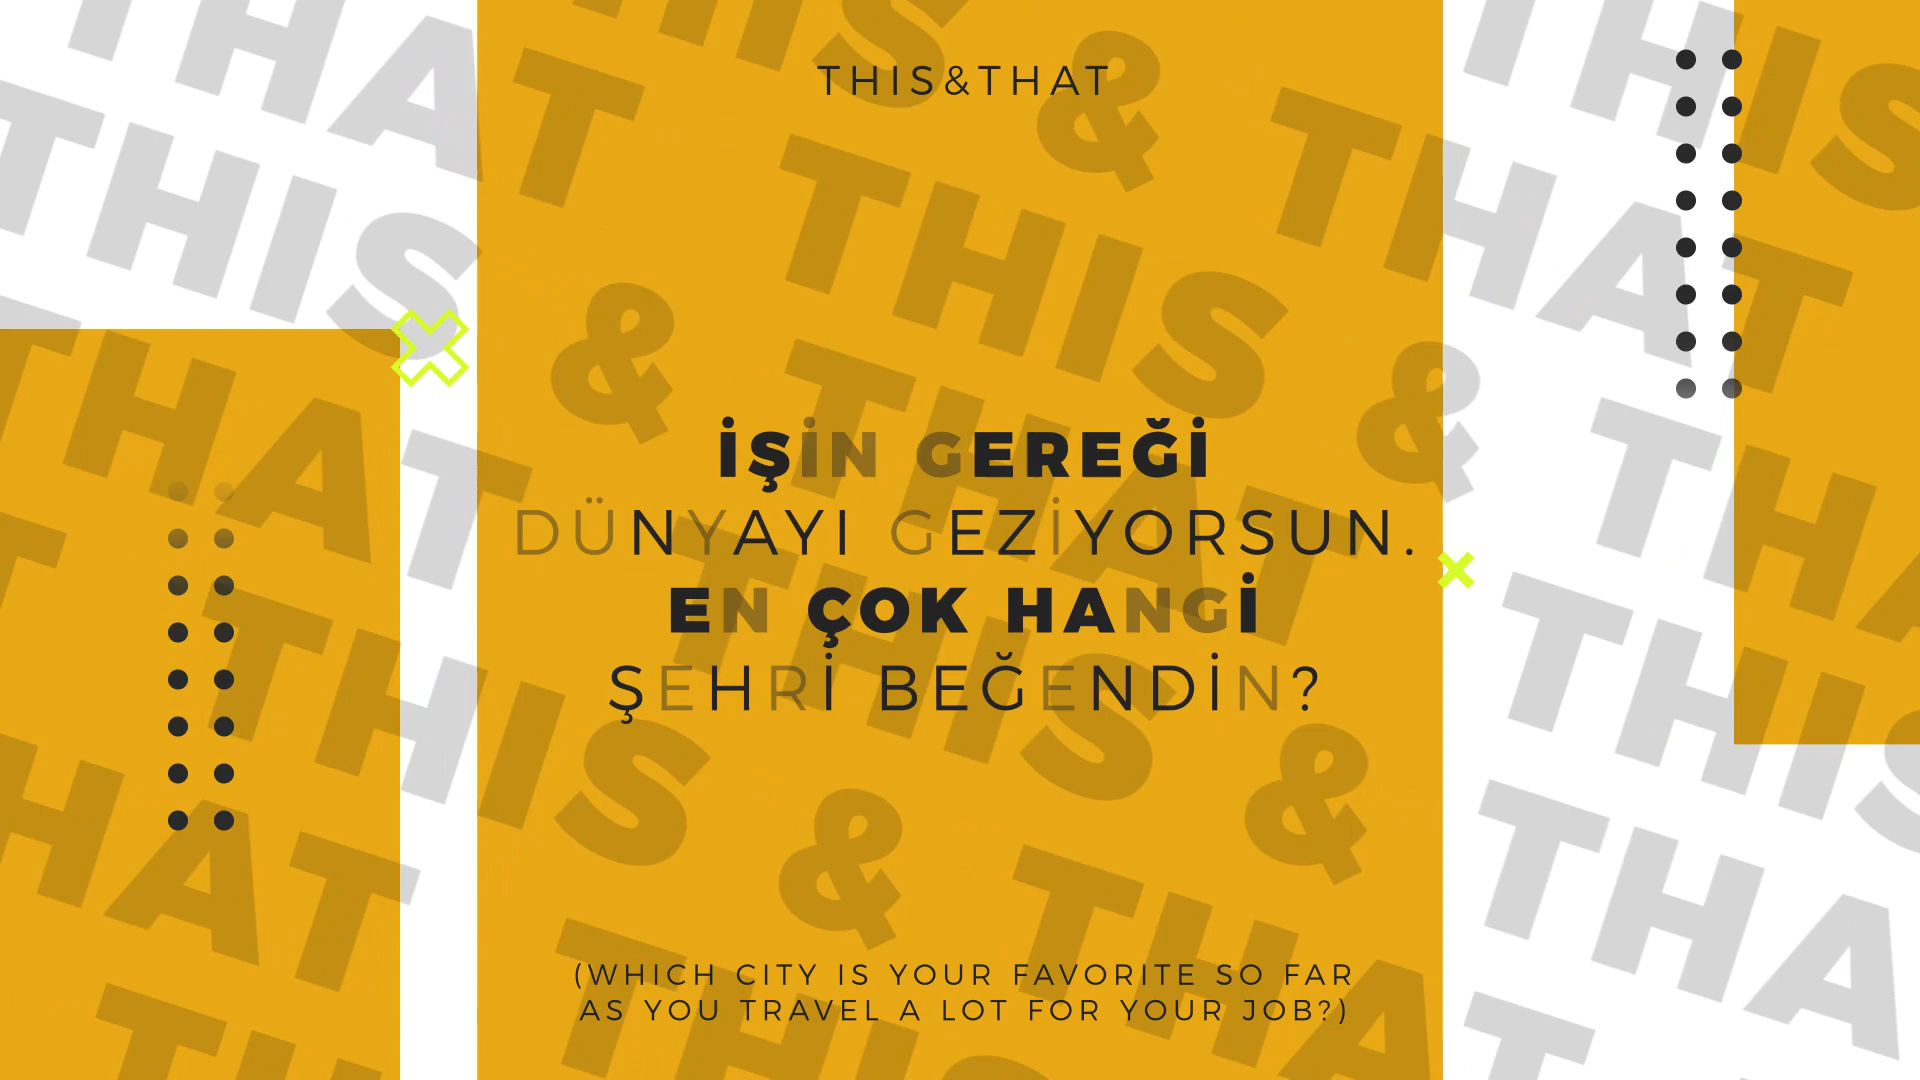 THIS&THAT
İŞİN GEREĞİ
DÜNYAYI GEZİYORSUN.
EN ÇOK HANGİ
ŞEHRİ BEĞENDİN?
(WHICH CITY IS YOUR FAVORITE SO FAR
AS YOU TRAVEL A LOT FOR YOUR JOB?)